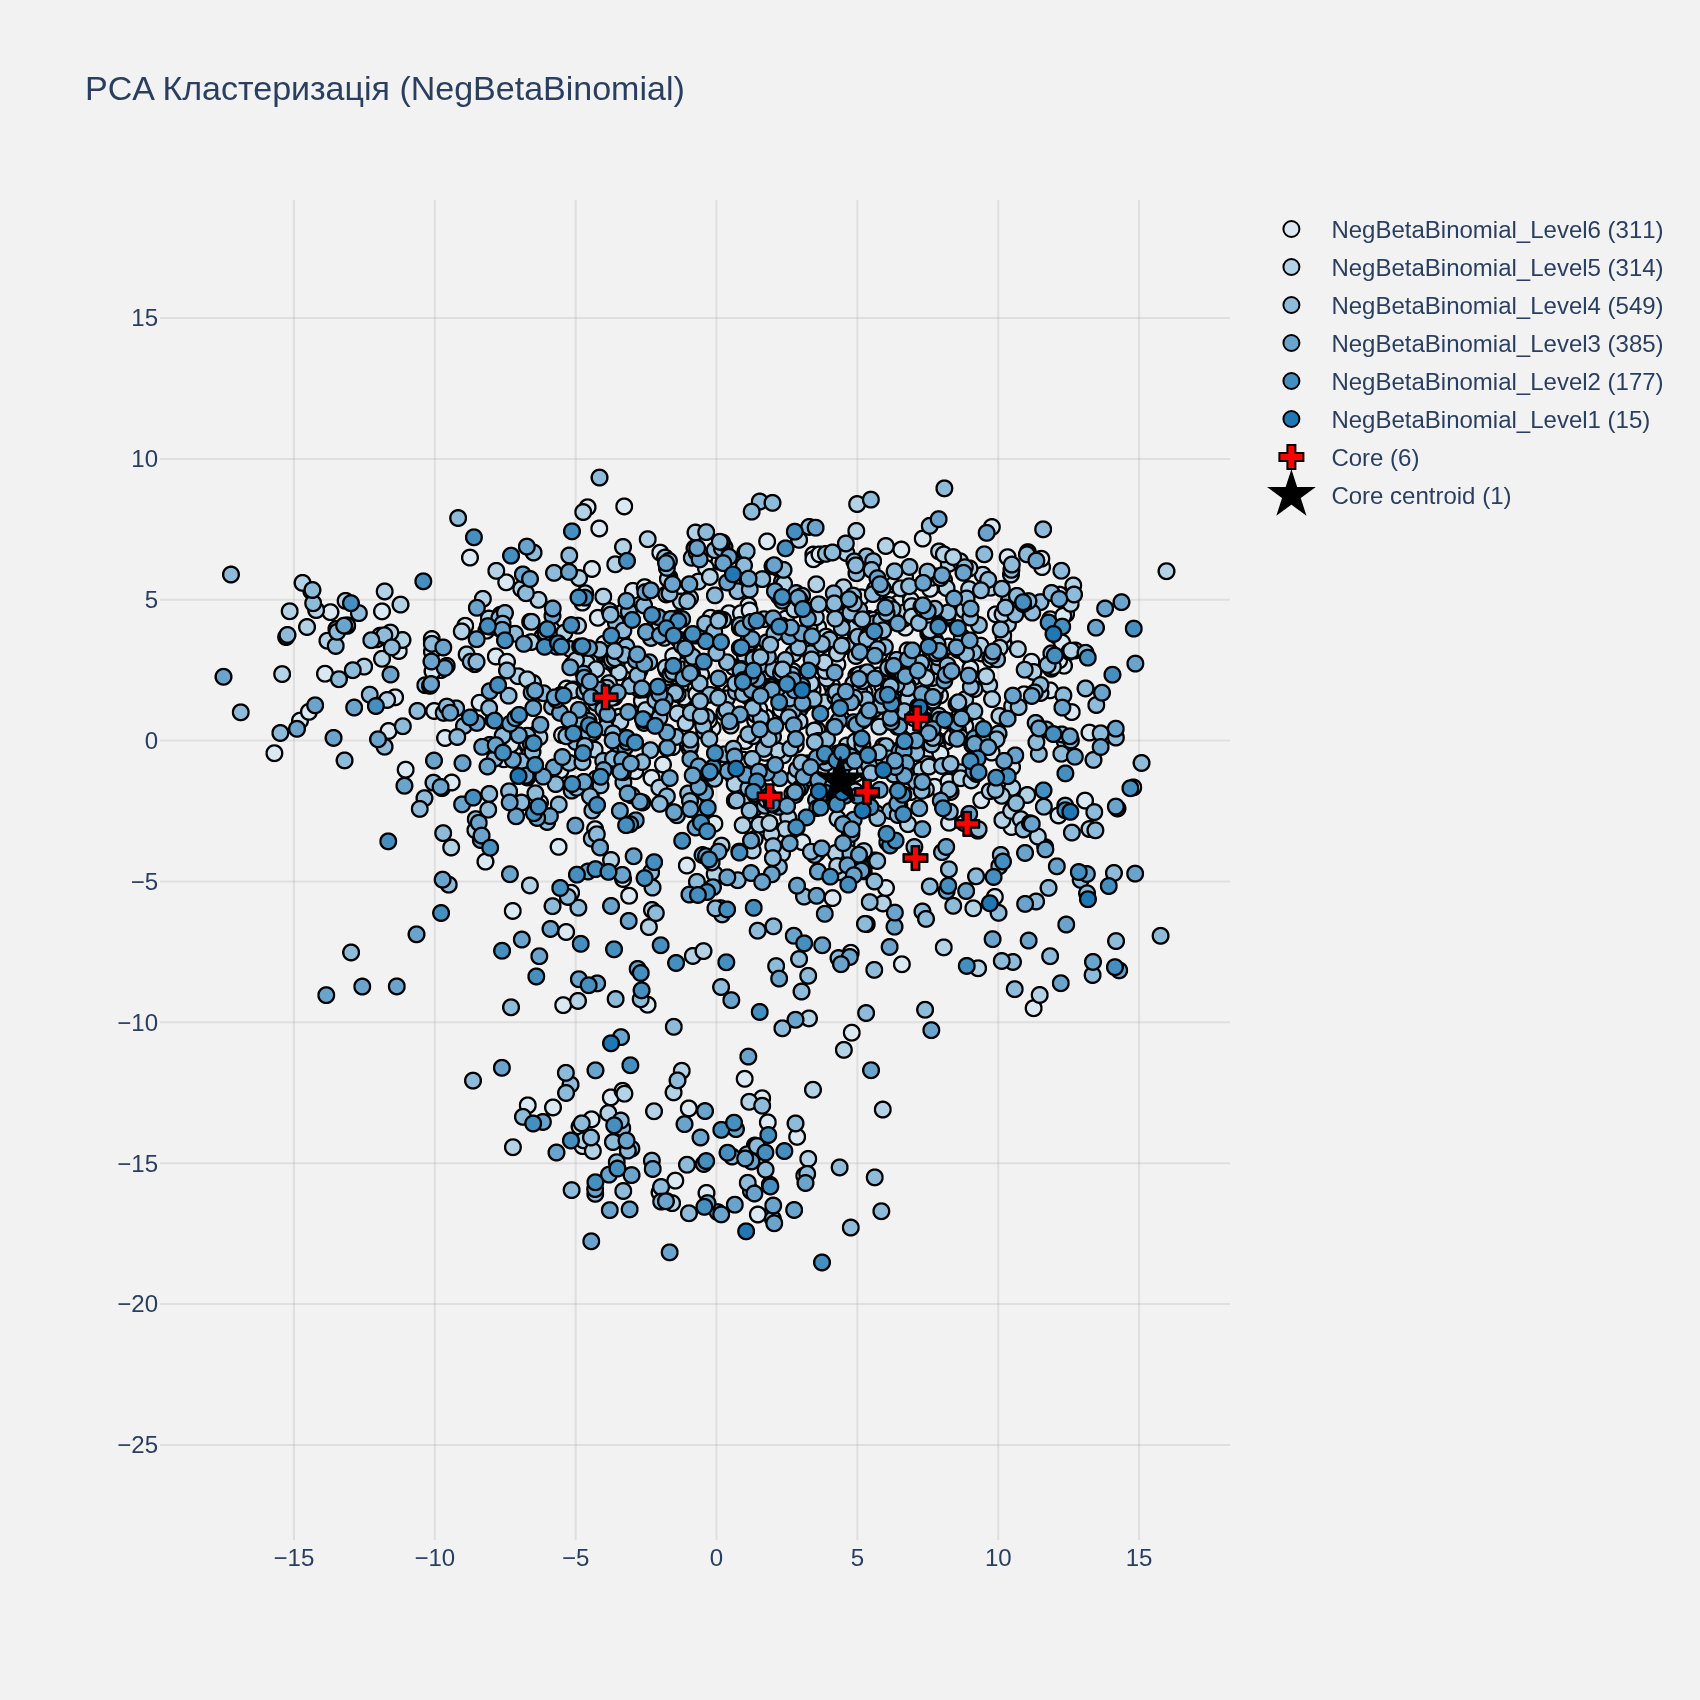 PCA Кластеризація (NegBetaBinomial)
NegBetaBinomial_Level6 (311)
NegBetaBinomial_Level5 (314)
NegBetaBinomial_Level4 (549)
NegBetaBinomial_Level3 (385)
NegBetaBinomial_Level2 (177)
NegBetaBinomial_Level1 (15)
Core (6)
Core centroid (1)
15
10
5
0
−5
−10
−15
−20
−25
−15
−10
−5
0
5
10
15